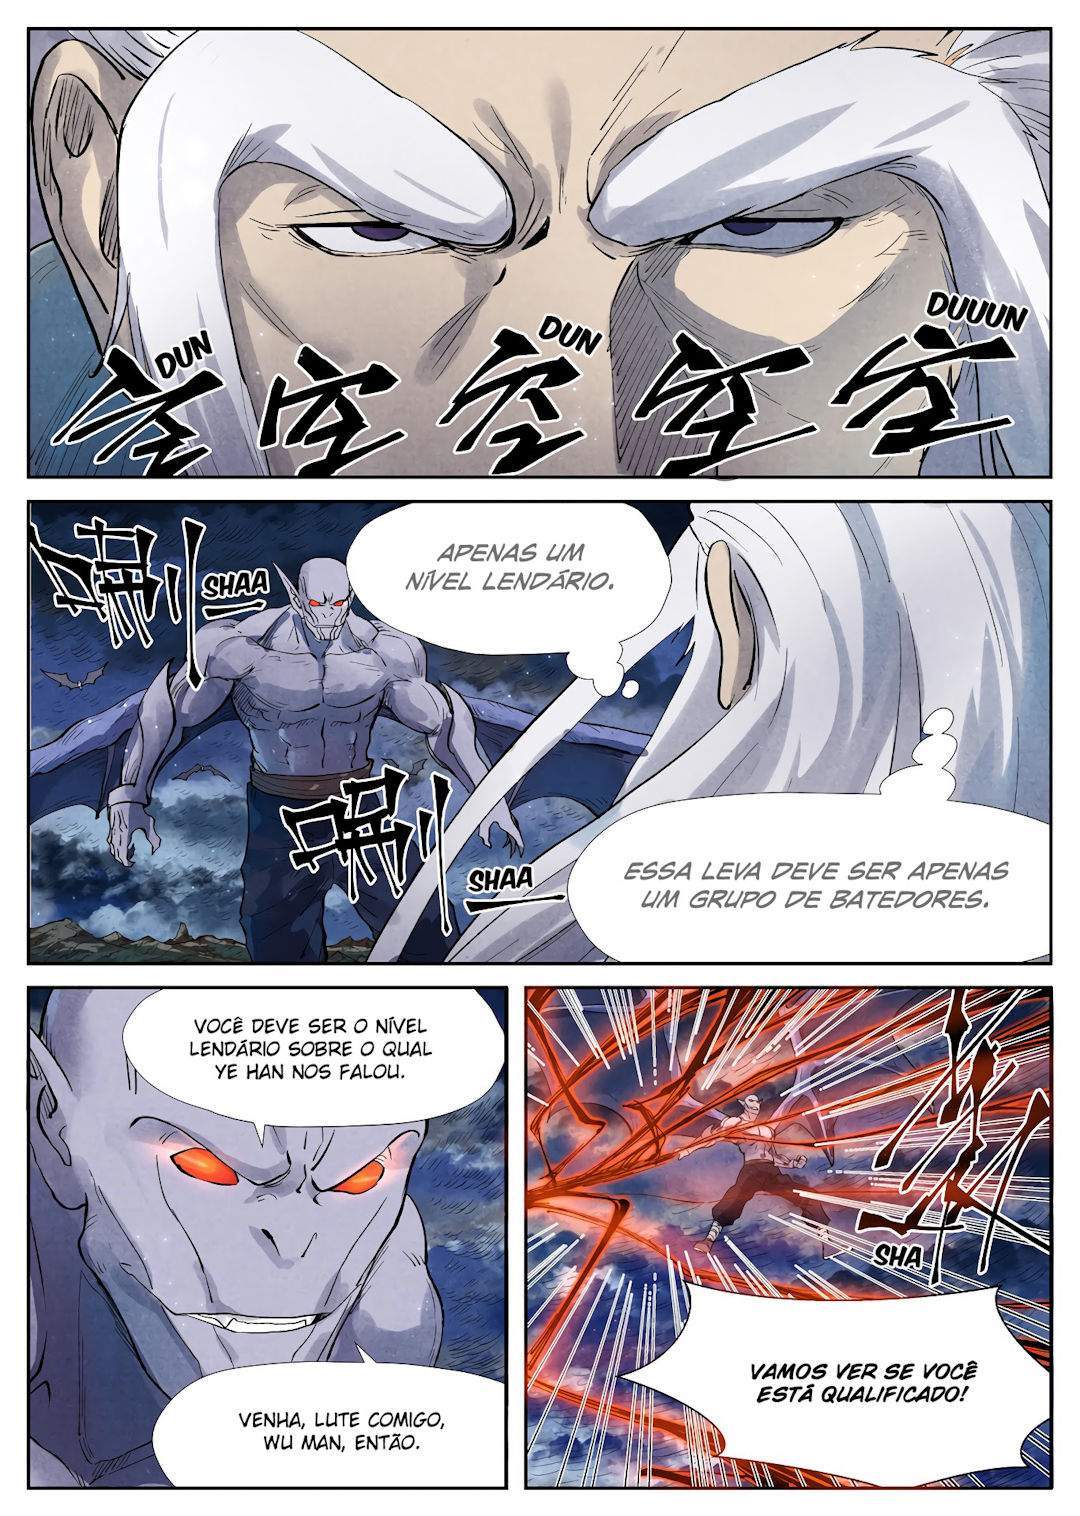 DUN
DUN
DUUUN
SHAA
APENAS UM
NÍVEL LENDÁRIO.
SHAA
ESSA LEVA DEVE SER APENAS
UM GRUPO DE BATEDORES.
VOCÊ DEVE SER O NÍVEL
LENDÁRIO SOBRE O QUAL
YE HAN NOS FALOU.
VENHA, LUTE COMIGO,
WU MAN, ENTÃO.
SHA
VAMOS VER SE VOCÊ
ESTÁ QUALIFICADO!